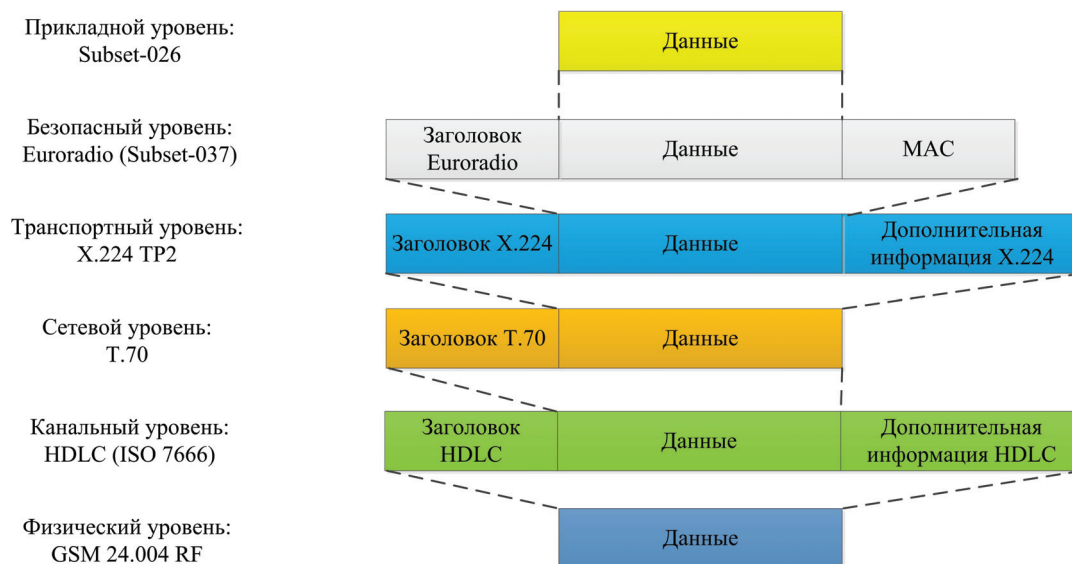 Прикладной уровень:
Subset-026
Данные
Безопасный уровень:
Euroradio (Subset-037)
Заголовок
Euroradio
Данные
MAC
Транспортный уровень:
X.224 TP2
Заголовок X.224
Данные
Дополнительная
информация X.224
Сетевой уровень:
T.70
Заголовок T.70
Данные
Канальный уровень:
HDLC (ISO 7666)
Заголовок
HDLC
Данные
Дополнительная
информация HDLC
Физический уровень:
GSM 24.004 RF
Данные